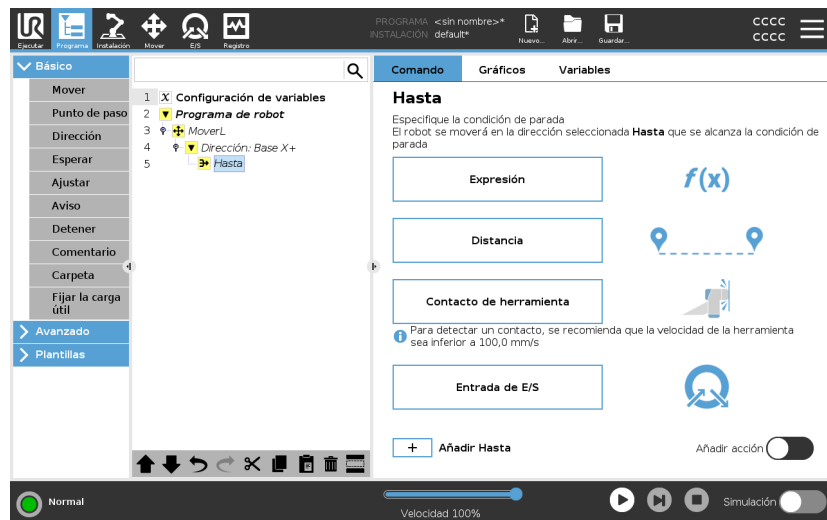 UR
Ejecutar
Programa
Instalación
Mover
E/S
Registro
PROGRAMA <sin nombre>*
INSTALACIÓN default*
Nuevo...
Abrir...
Guardar...
CCCC
CCCC
Básico
Mover
Punto de paso
Dirección
Esperar
Ajustar
Aviso
Detener
Comentario
Carpeta
Fijar la carga
útil
Avanzado
Plantillas
1 X Configuración de variables
2 Programa de robot
3 MoverL
4 Dirección: Base X+
5 Hasta
Comando Gráficos Variables
Hasta
Especifique la condición de parada
El robot se moverá en la dirección seleccionada Hasta que se alcanza la condición de
parada
Expresión
f(x)
Distancia
Contacto de herramienta
Para detectar un contacto, se recomienda que la velocidad de la herramienta
sea inferior a 100,0 mm/s
Entrada de E/S
+ Añadir Hasta
Añadir acción
Normal
Velocidad 100%
Simulación